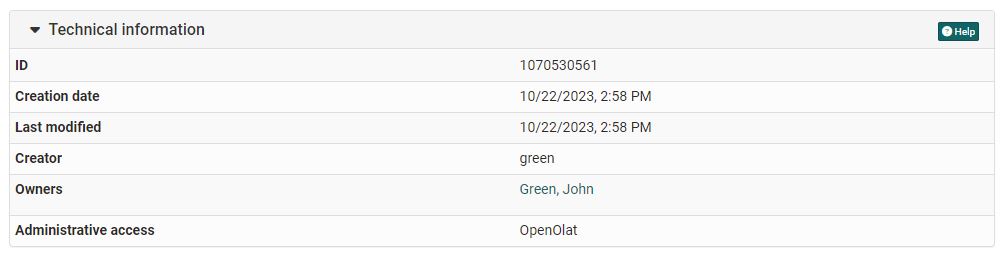 Technical information
Help
ID 1070530561
Creation date 10/22/2023, 2:58 PM
Last modified 10/22/2023, 2:58 PM
Creator green
Owners Green, John
Administrative access OpenOlat